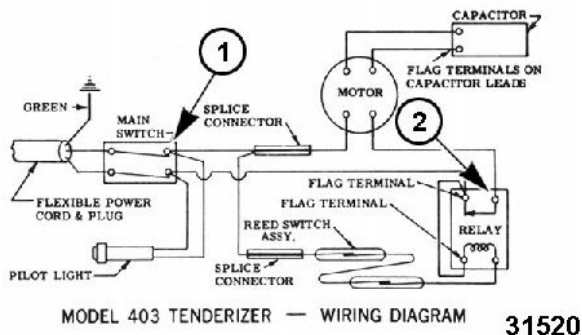 CAPACITOR
1
GREEN
MAIN
SWITCH
SPLICE
CONNECTOR
MOTOR
FLAG TERMINALS ON
CAPACITOR LEADS
2
FLEXIBLE POWER
CORD & PLUG
FLAG TERMINAL
FLAG TERMINAL
RELAY
REED SWITCH
ASSY.
PILOT LIGHT
SPLICE
CONNECTOR
MODEL 403 TENDERIZER — WIRING DIAGRAM
31520